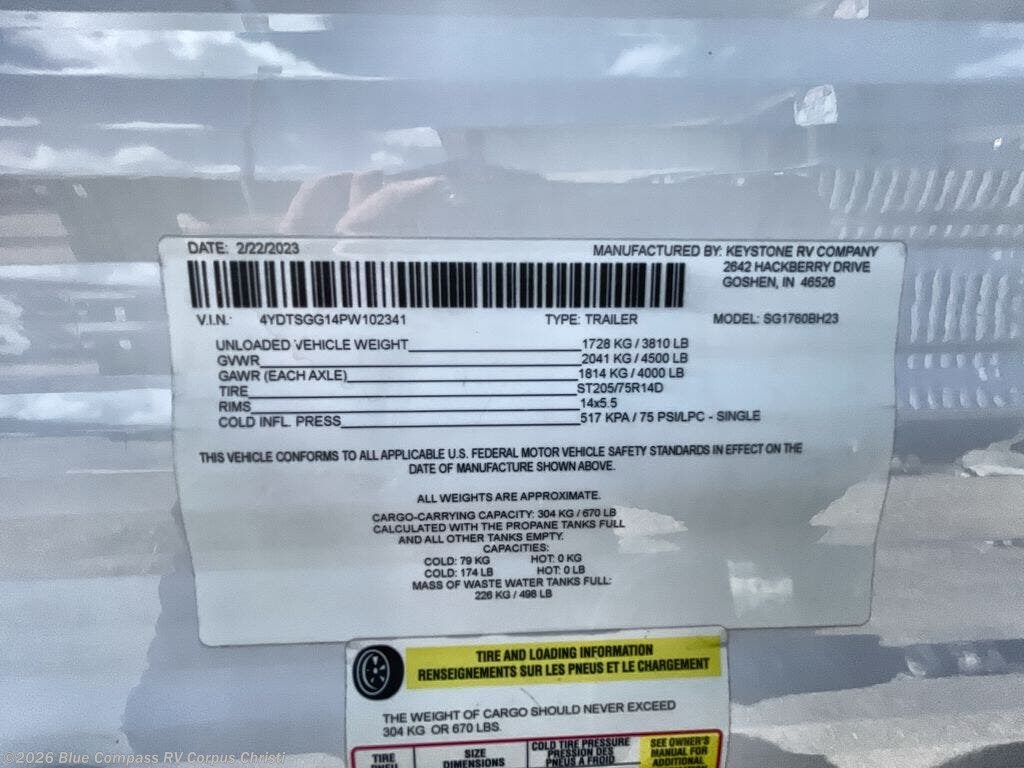 DATE: 2/22/2023
MANUFACTURED BY: KEYSTONE RV COMPANY
2642 HACKBERRY DRIVE
GOSHEN, IN 46526
V.I.N.: 4YDTSGG14PW102341 TYPE: TRAILER MODEL: SG1760BH23
UNLOADED VEHICLE WEIGHT 1728 KG / 3810 LB
GVWR 2041 KG / 4500 LB
GAWR (EACH AXLE) 1814 KG / 4000 LB
TIRE ST205/75R14D
RIMS 14x5.5
COLD INFL. PRESS 517 KPA / 75 PSI/LPC - SINGLE
THIS VEHICLE CONFORMS TO ALL APPLICABLE U.S. FEDERAL MOTOR VEHICLE SAFETY STANDARDS IN EFFECT ON THE
DATE OF MANUFACTURE SHOWN ABOVE.
ALL WEIGHTS ARE APPROXIMATE.
CARGO-CARRYING CAPACITY: 304 KG / 670 LB
CALCULATED WITH THE PROPANE TANKS FULL
AND ALL OTHER TANKS EMPTY.
CAPACITIES:
COLD: 79 KG HOT: 0 KG
COLD: 174 LB HOT: 0 LB
MASS OF WASTE WATER TANKS FULL:
226 KG / 498 LB
TIRE AND LOADING INFORMATION
RENSEIGNEMENTS SUR LES PNEUS ET LE CHARGEMENT
THE WEIGHT OF CARGO SHOULD NEVER EXCEED
304 KG OR 670 LBS.
TIRE
PNEU
SIZE
DIMENSIONS
COLD TIRE PRESSURE
PRESSION DES
PNEUS A FROID
SEE OWNER'S
MANUAL FOR
ADDITIONAL
©2026 Blue Compass RV Corpus Christi